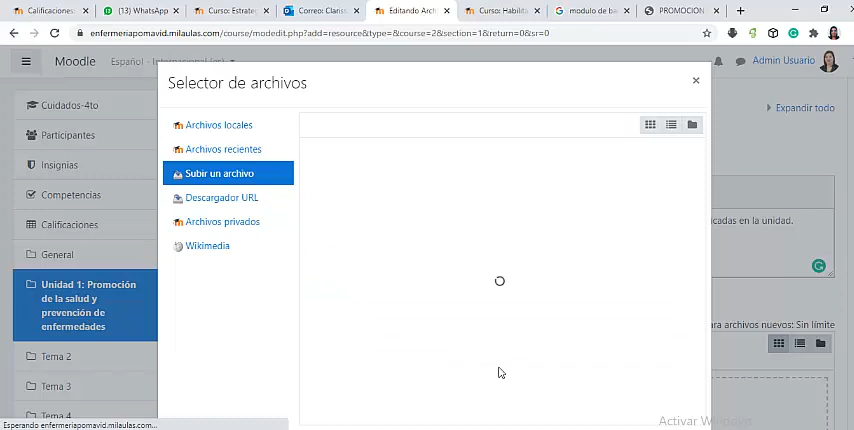 Calificaciones
(13) WhatsApp
Curso: Estrateg
Correo: Clariss
Editando Arch
Curso: Habilita
modulo de ba
PROMOCION
enfermeriapomavid.milaulas.com/course/modedit.php?add=resource&type=&course=2&section=1&return=0&sr=0
Moodle
Español - Internacional (es)
Admin Usuario
Selector de archivos
Cuidados-4to
Participantes
Insignias
Competencias
Calificaciones
General
Unidad 1: Promoción
de la salud y
prevención de
enfermedades
Tema 2
Tema 3
Tema 4
Archivos locales
Archivos recientes
Subir un archivo
Descargador URL
Archivos privados
Wikimedia
Expandir todo
icadas en la unidad.
ara archivos nuevos: Sin límite
Esperando enfermeriapomavid.milaulas.com...
Activar Windows